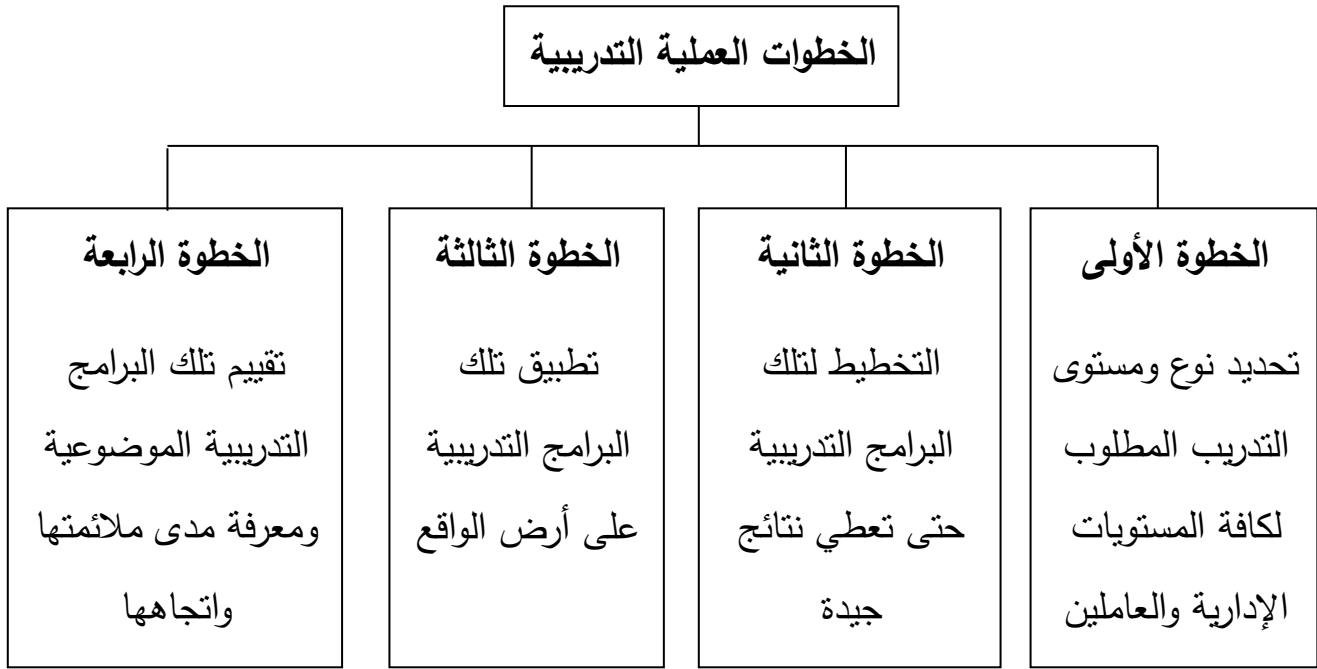 الخطوات العملية التدريبية
الخطوة الأولى
تحديد نوع ومستوى
التدريب المطلوب
لكافة المستويات
الإدارية والعاملين
الخطوة الثانية
التخطيط لتلك
البرامج التدريبية
حتى تعطي نتائج
جيدة
الخطوة الثالثة
تطبيق تلك
البرامج التدريبية
على أرض الواقع
الخطوة الرابعة
تقييم تلك البرامج
التدريبية الموضوعية
ومعرفة مدى ملائمتها
واتجاهها